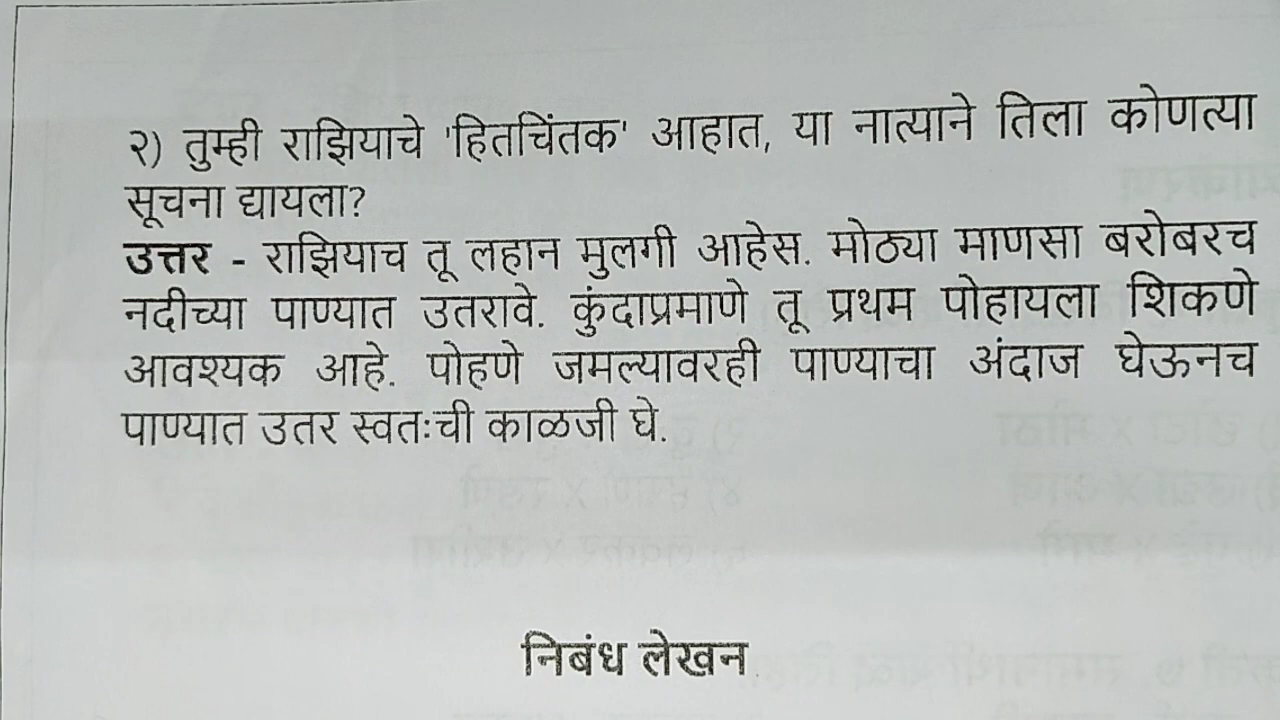 २) तुम्ही राझियाचे 'हितचिंतक' आहात, या नात्याने तिला कोणत्या
सूचना द्यायला?
उत्तर - राझियाच तू लहान मुलगी आहेस. मोठ्या माणसा बरोबरच
नदीच्या पाण्यात उतरावे. कुंदाप्रमाणे तू प्रथम पोहायला शिकणे
आवश्यक आहे. पोहणे जमल्यावरही पाण्याचा अंदाज घेऊनच
पाण्यात उतर स्वतःची काळजी घे.
निबंध लेखन